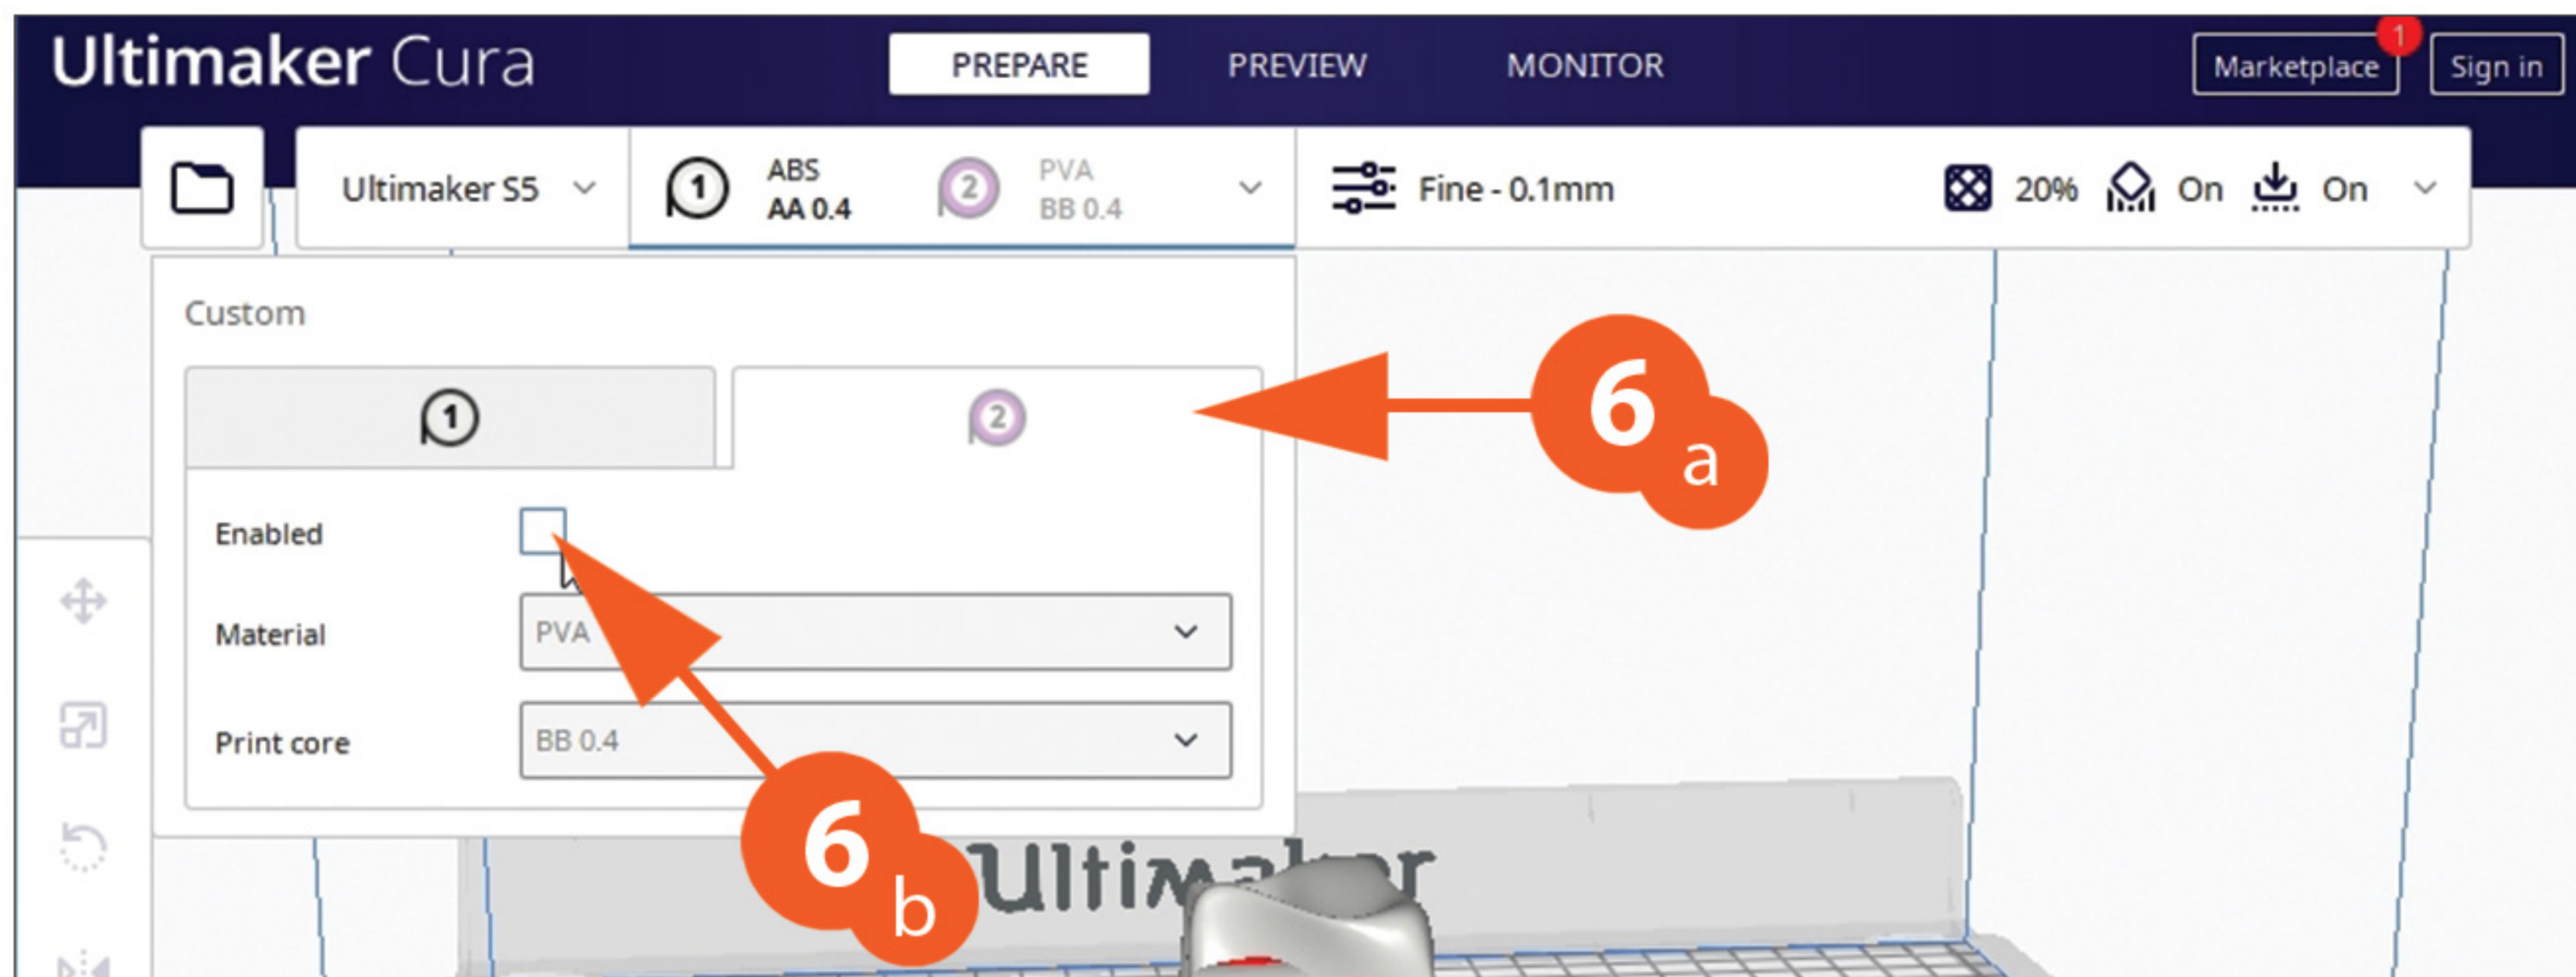 Ultimaker Cura
PREPARE
PREVIEW
MONITOR
Marketplace
1
Sign in
Ultimaker S5
1
ABS
AA 0.4
2
PVA
BB 0.4
Fine - 0.1mm
20%
On
On
Custom
1
2
6
a
Enabled
Material
PVA
Print core
BB 0.4
6
b
Ultimaker